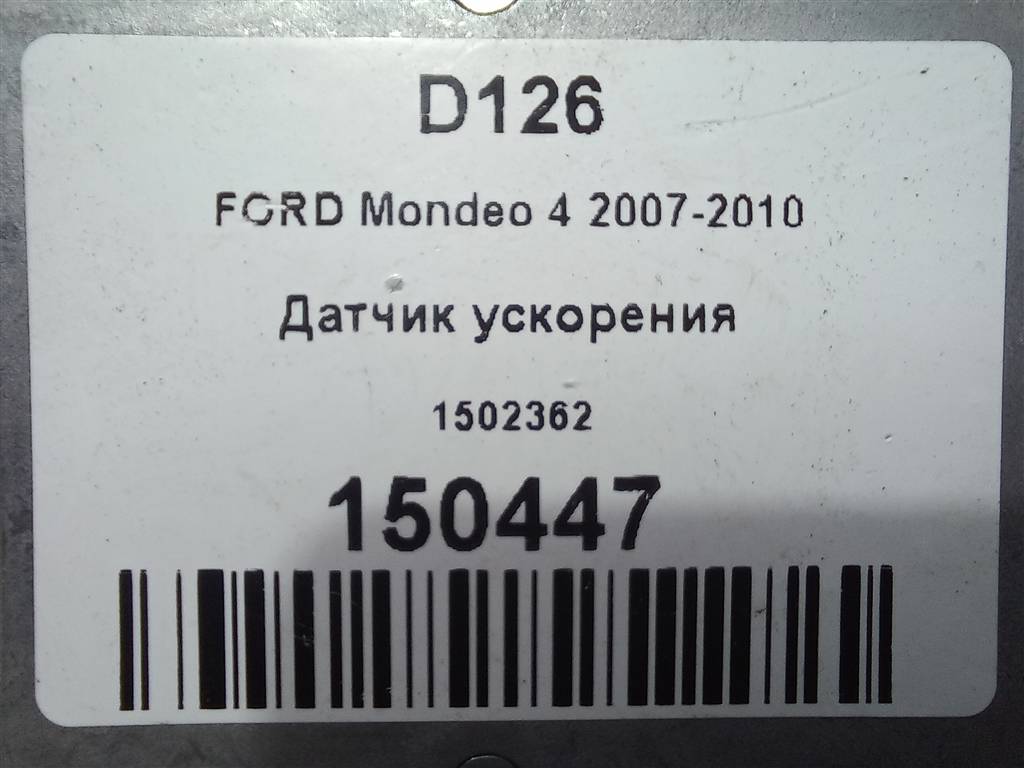 D126
FORD Mondeo 4 2007-2010
Датчик ускорения
1502362
150447